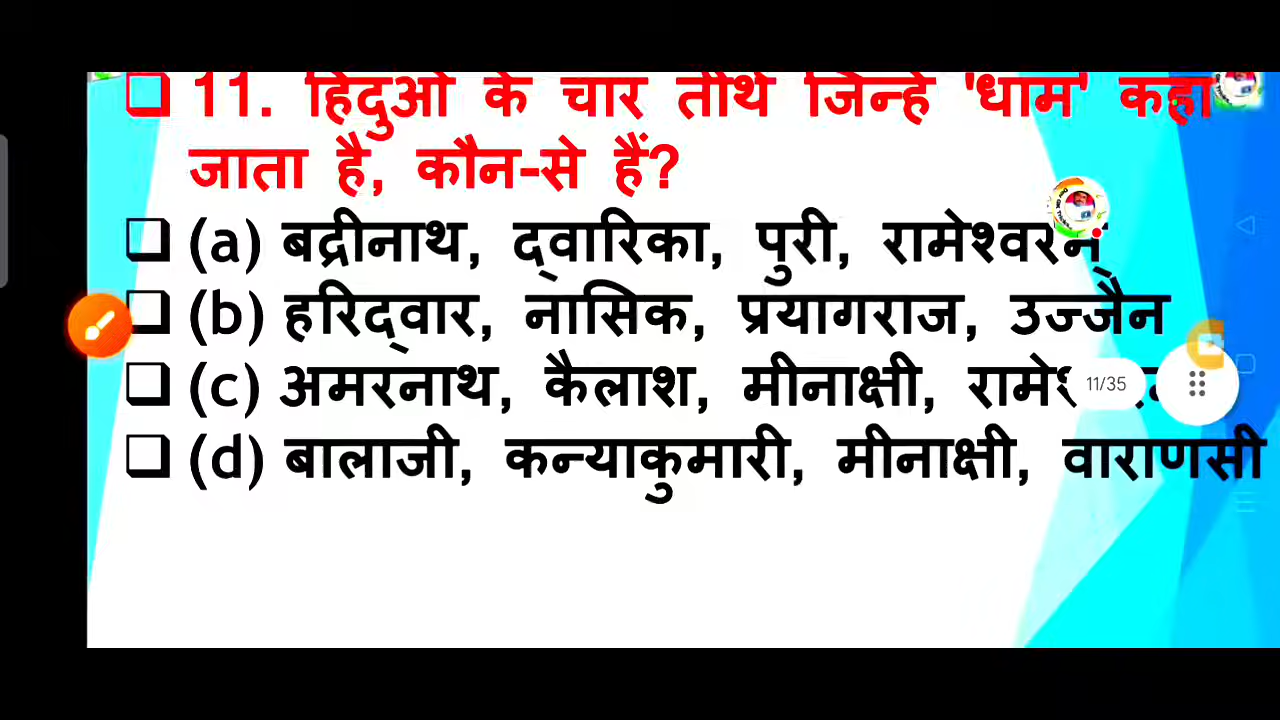 11. हिंदुओं के चार तीर्थ जिन्हें 'धाम' कहा
जाता है, कौन-से हैं?
(a) बद्रीनाथ, द्वारिका, पुरी, रामेश्वरम्
(b) हरिद्वार, नासिक, प्रयागराज, उज्जैन
(c) अमरनाथ, कैलाश, मीनाक्षी,
11/35
(d) बालाजी, कन्याकुमारी, मीनाक्षी, वाराणसी